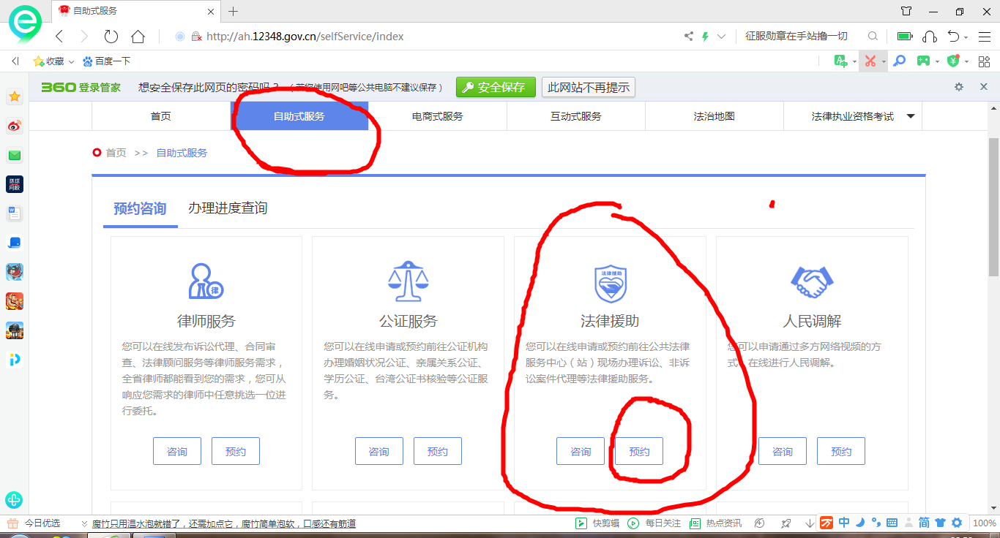 自助式服务
http://ah.12348.gov.cn/selfService/index
征服勋章在手站撸一切
收藏
百度一下
360登录管家
想安全保存此网页的密码吗？（若您使用网吧等公共电脑不建议保存）
安全保存
此网站不再提示
首页
自助式服务
电商式服务
互动式服务
法治地图
法律执业资格考试
首页 >> 自助式服务
预约咨询
办理进度查询
律师服务
您可以在线发布诉讼代理、合同审
查、法律顾问服务等律师服务需求，
全省律师都能看到您的需求，您可从
响应您需求的律师中任意挑选一位进
行委托。
咨询
预约
公证服务
您可以在线申请或预约前往公证机构
办理婚姻状况公证、亲属关系公证、
学历公证、台湾公证书核验等公证服
务。
咨询
预约
法律援助
法律援助
您可以在线申请或预约前往公共法律
服务中心（站）现场办理诉讼、非诉
讼案件代理等法律援助服务。
咨询
预约
人民调解
您可以申请通过多方网络视频的方
式，在线进行人民调解。
咨询
预约
环球
网校
律
今日优选
腐竹只用温水泡就错了，还需加点它，腐竹简单泡软，口感还有筋道
快剪辑
每日关注
热点资讯
中
简
100%